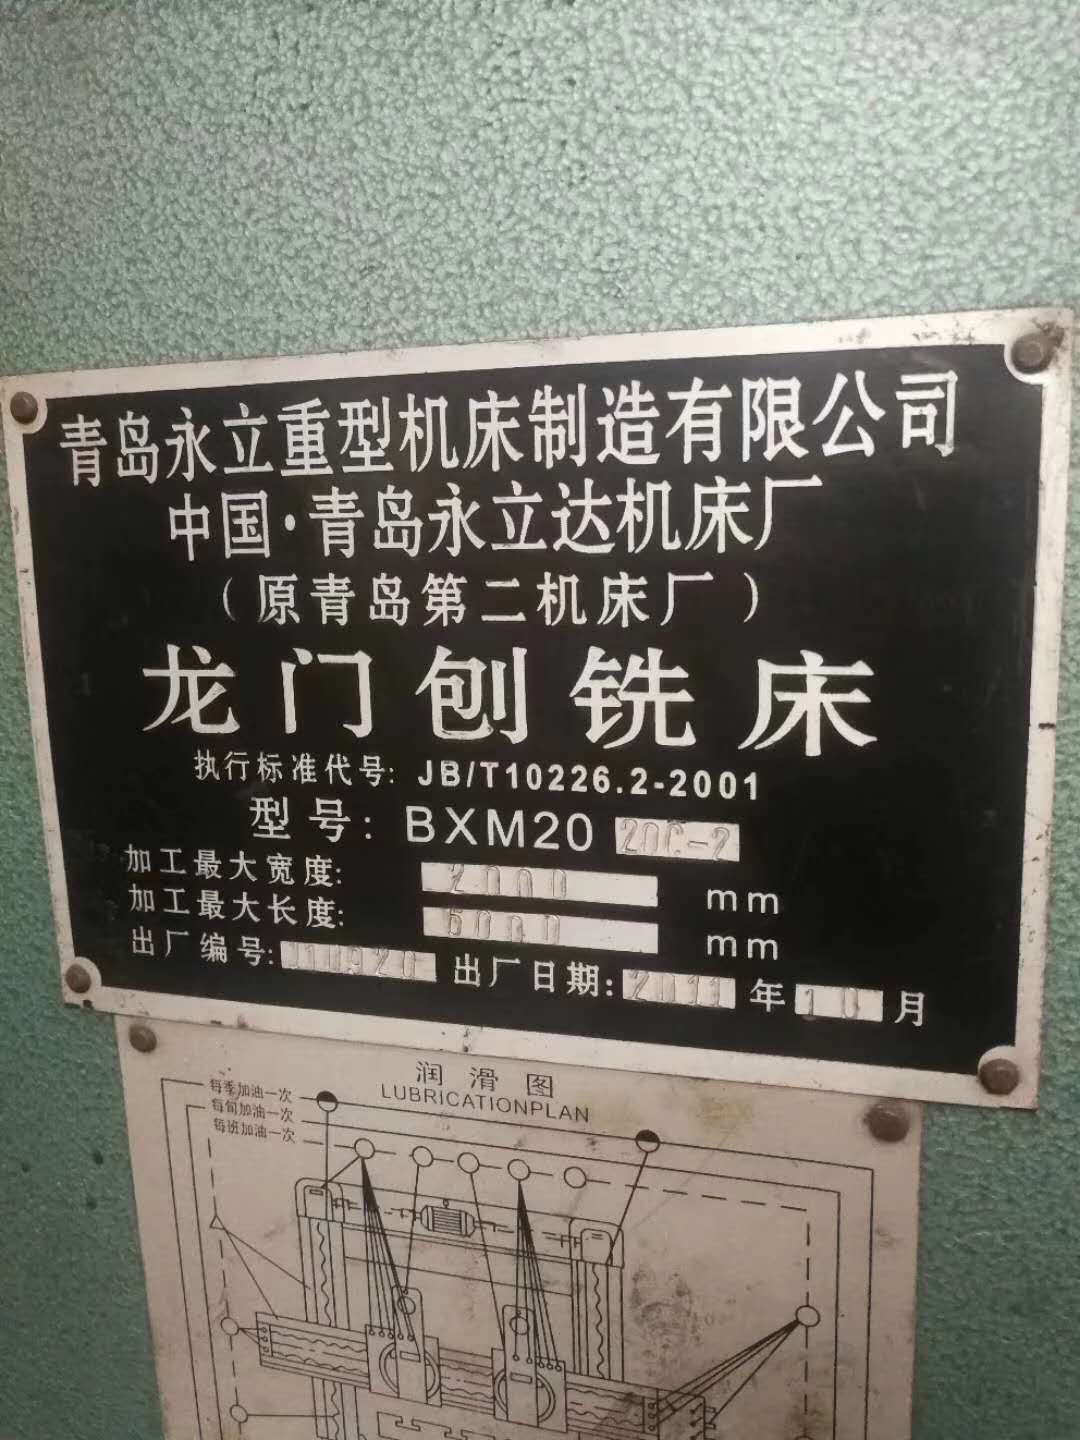 青岛永立重型机床制造有限公司
中国·青岛永立达机床厂
（原青岛第二机床厂）
龙门刨铣床
执行标准代号: JB/T10226.2-2001
型号: BXM20 20C-2
加工最大宽度: 2000 mm
加工最大长度: 6000 mm
出厂编号: 110920 出厂日期: 2011 年 10 月
润滑图
LUBRICATIONPLAN
每季加油一次
每旬加油一次
每班加油一次